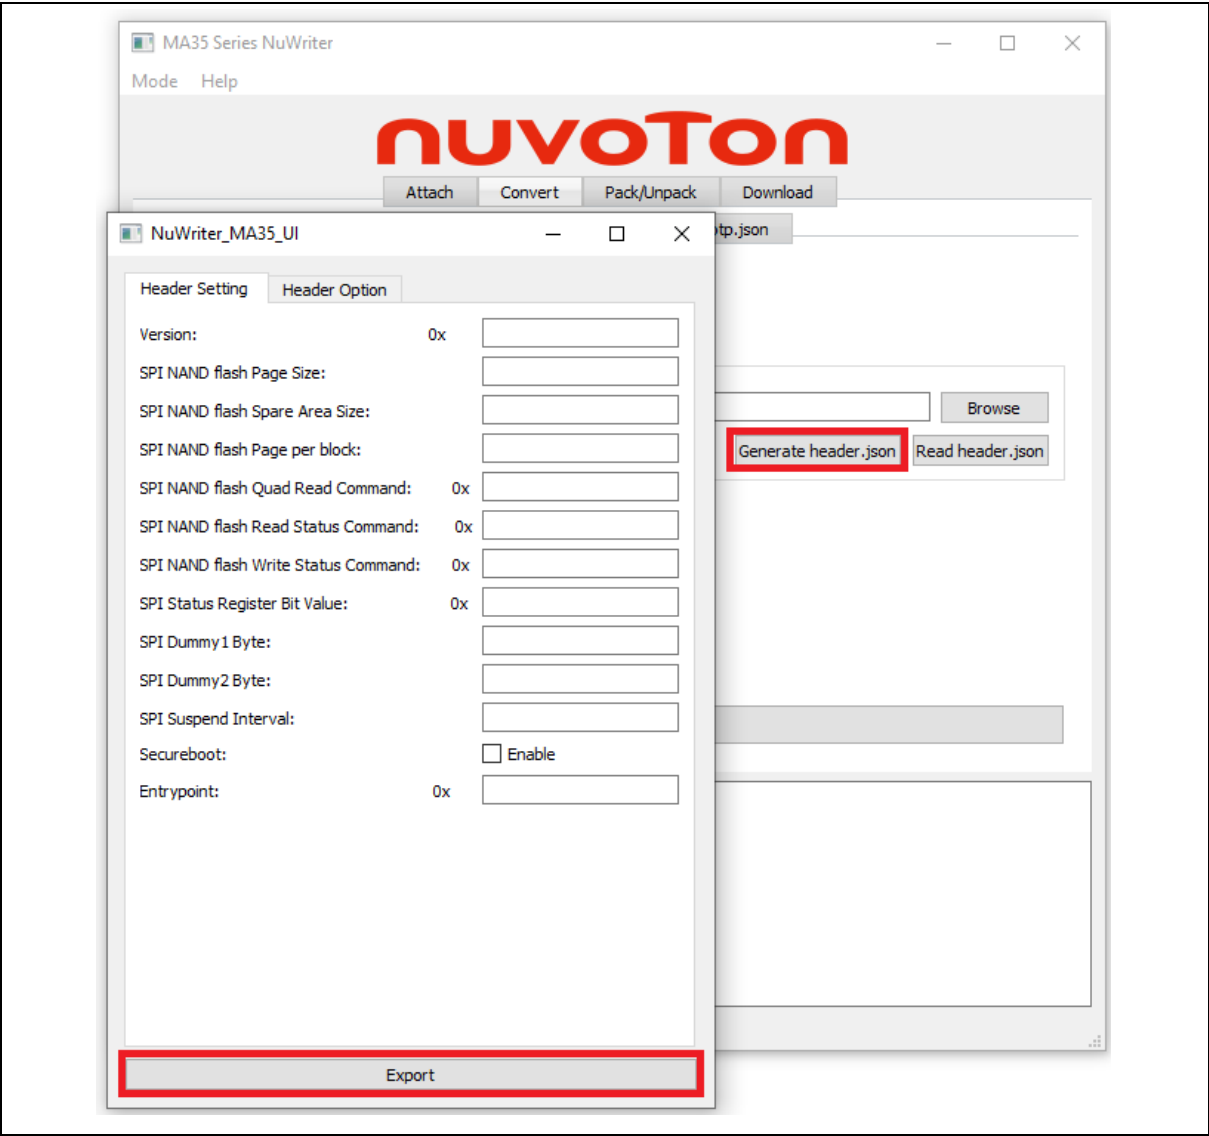 MA35 Series NuWriter
Mode Help
nuvoTon
Attach Convert Pack/Unpack Download
NuWriter_MA35_UI
otp.json
Header Setting Header Option
Version: 0x
SPI NAND flash Page Size:
SPI NAND flash Spare Area Size:
Browse
SPI NAND flash Page per block:
Generate header.json Read header.json
SPI NAND flash Quad Read Command: 0x
SPI NAND flash Read Status Command: 0x
SPI NAND flash Write Status Command: 0x
SPI Status Register Bit Value: 0x
SPI Dummy1 Byte:
SPI Dummy2 Byte:
SPI Suspend Interval:
Secureboot: Enable
Entrypoint: 0x
Export